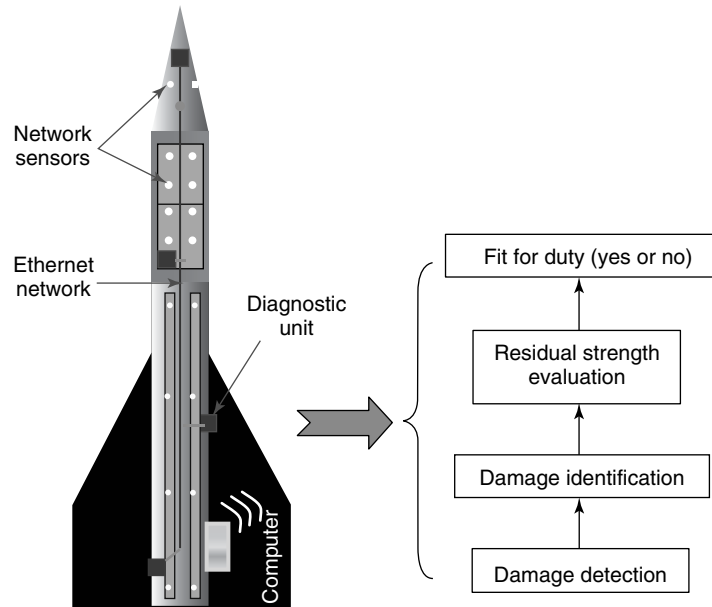 Network
sensors
Ethernet
network
Diagnostic
unit
Computer
Fit for duty (yes or no)
Residual strength
evaluation
Damage identification
Damage detection